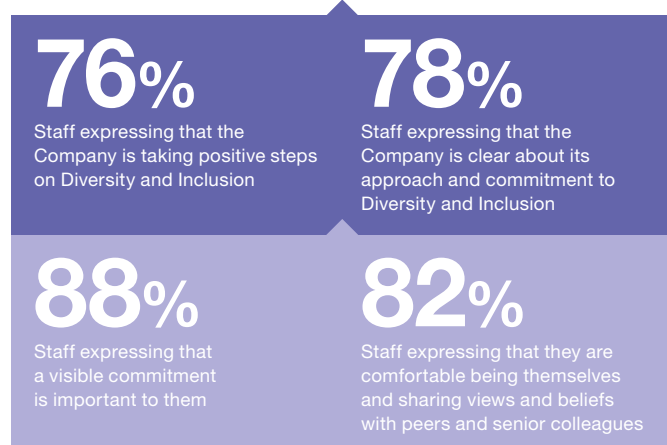 76%
Staff expressing that the
Company is taking positive steps
on Diversity and Inclusion
78%
Staff expressing that the
Company is clear about its
approach and commitment to
Diversity and Inclusion
88%
Staff expressing that
a visible commitment
is important to them
82%
Staff expressing that they are
comfortable being themselves
and sharing views and beliefs
with peers and senior colleagues